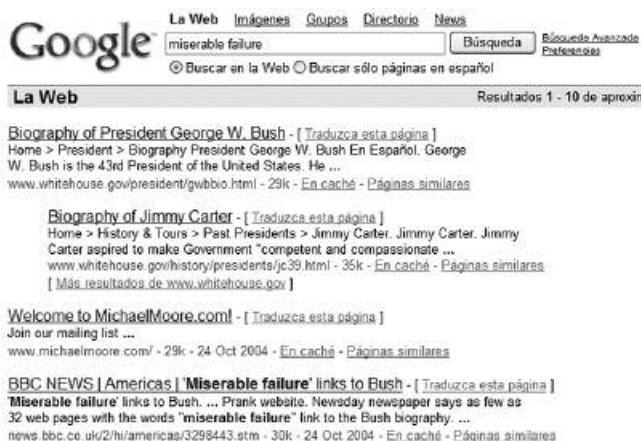 La Web Imágenes Grupos Directorio News
Google™
miserable failure Búsqueda Búsqueda Avanzada
Preferencias
Buscar en la Web Buscar sólo páginas en español
La Web Resultados 1 - 10 de aproxin
Biography of President George W. Bush - [ Traduzca esta página ]
Home > President > Biography President George W. Bush En Español. George
W. Bush is the 43rd President of the United States. He ...
www.whitehouse.gov/president/gwbbio.html - 29k - En caché - Páginas similares
Biography of Jimmy Carter - [ Traduzca esta página ]
Home > History & Tours > Past Presidents > Jimmy Carter. Jimmy Carter. Jimmy
Carter aspired to make Government "competent and compassionate ...
www.whitehouse.gov/history/presidents/jc39.html - 35k - En caché - Páginas similares
[ Más resultados de www.whitehouse.gov ]
Welcome to MichaelMoore.com! - [ Traduzca esta página ]
Join our mailing list ...
www.michaelmoore.com/ - 29k - 24 Oct 2004 - En caché - Páginas similares
BBC NEWS | Americas | 'Miserable failure' links to Bush - [ Traduzca esta página ]
'Miserable failure' links to Bush. ... Prank website. Newsday newspaper says as few as
32 web pages with the words "miserable failure" link to the Bush biography. ...
news.bbc.co.uk/2/hi/americas/3298443.stm - 30k - 24 Oct 2004 - En caché - Páginas similares